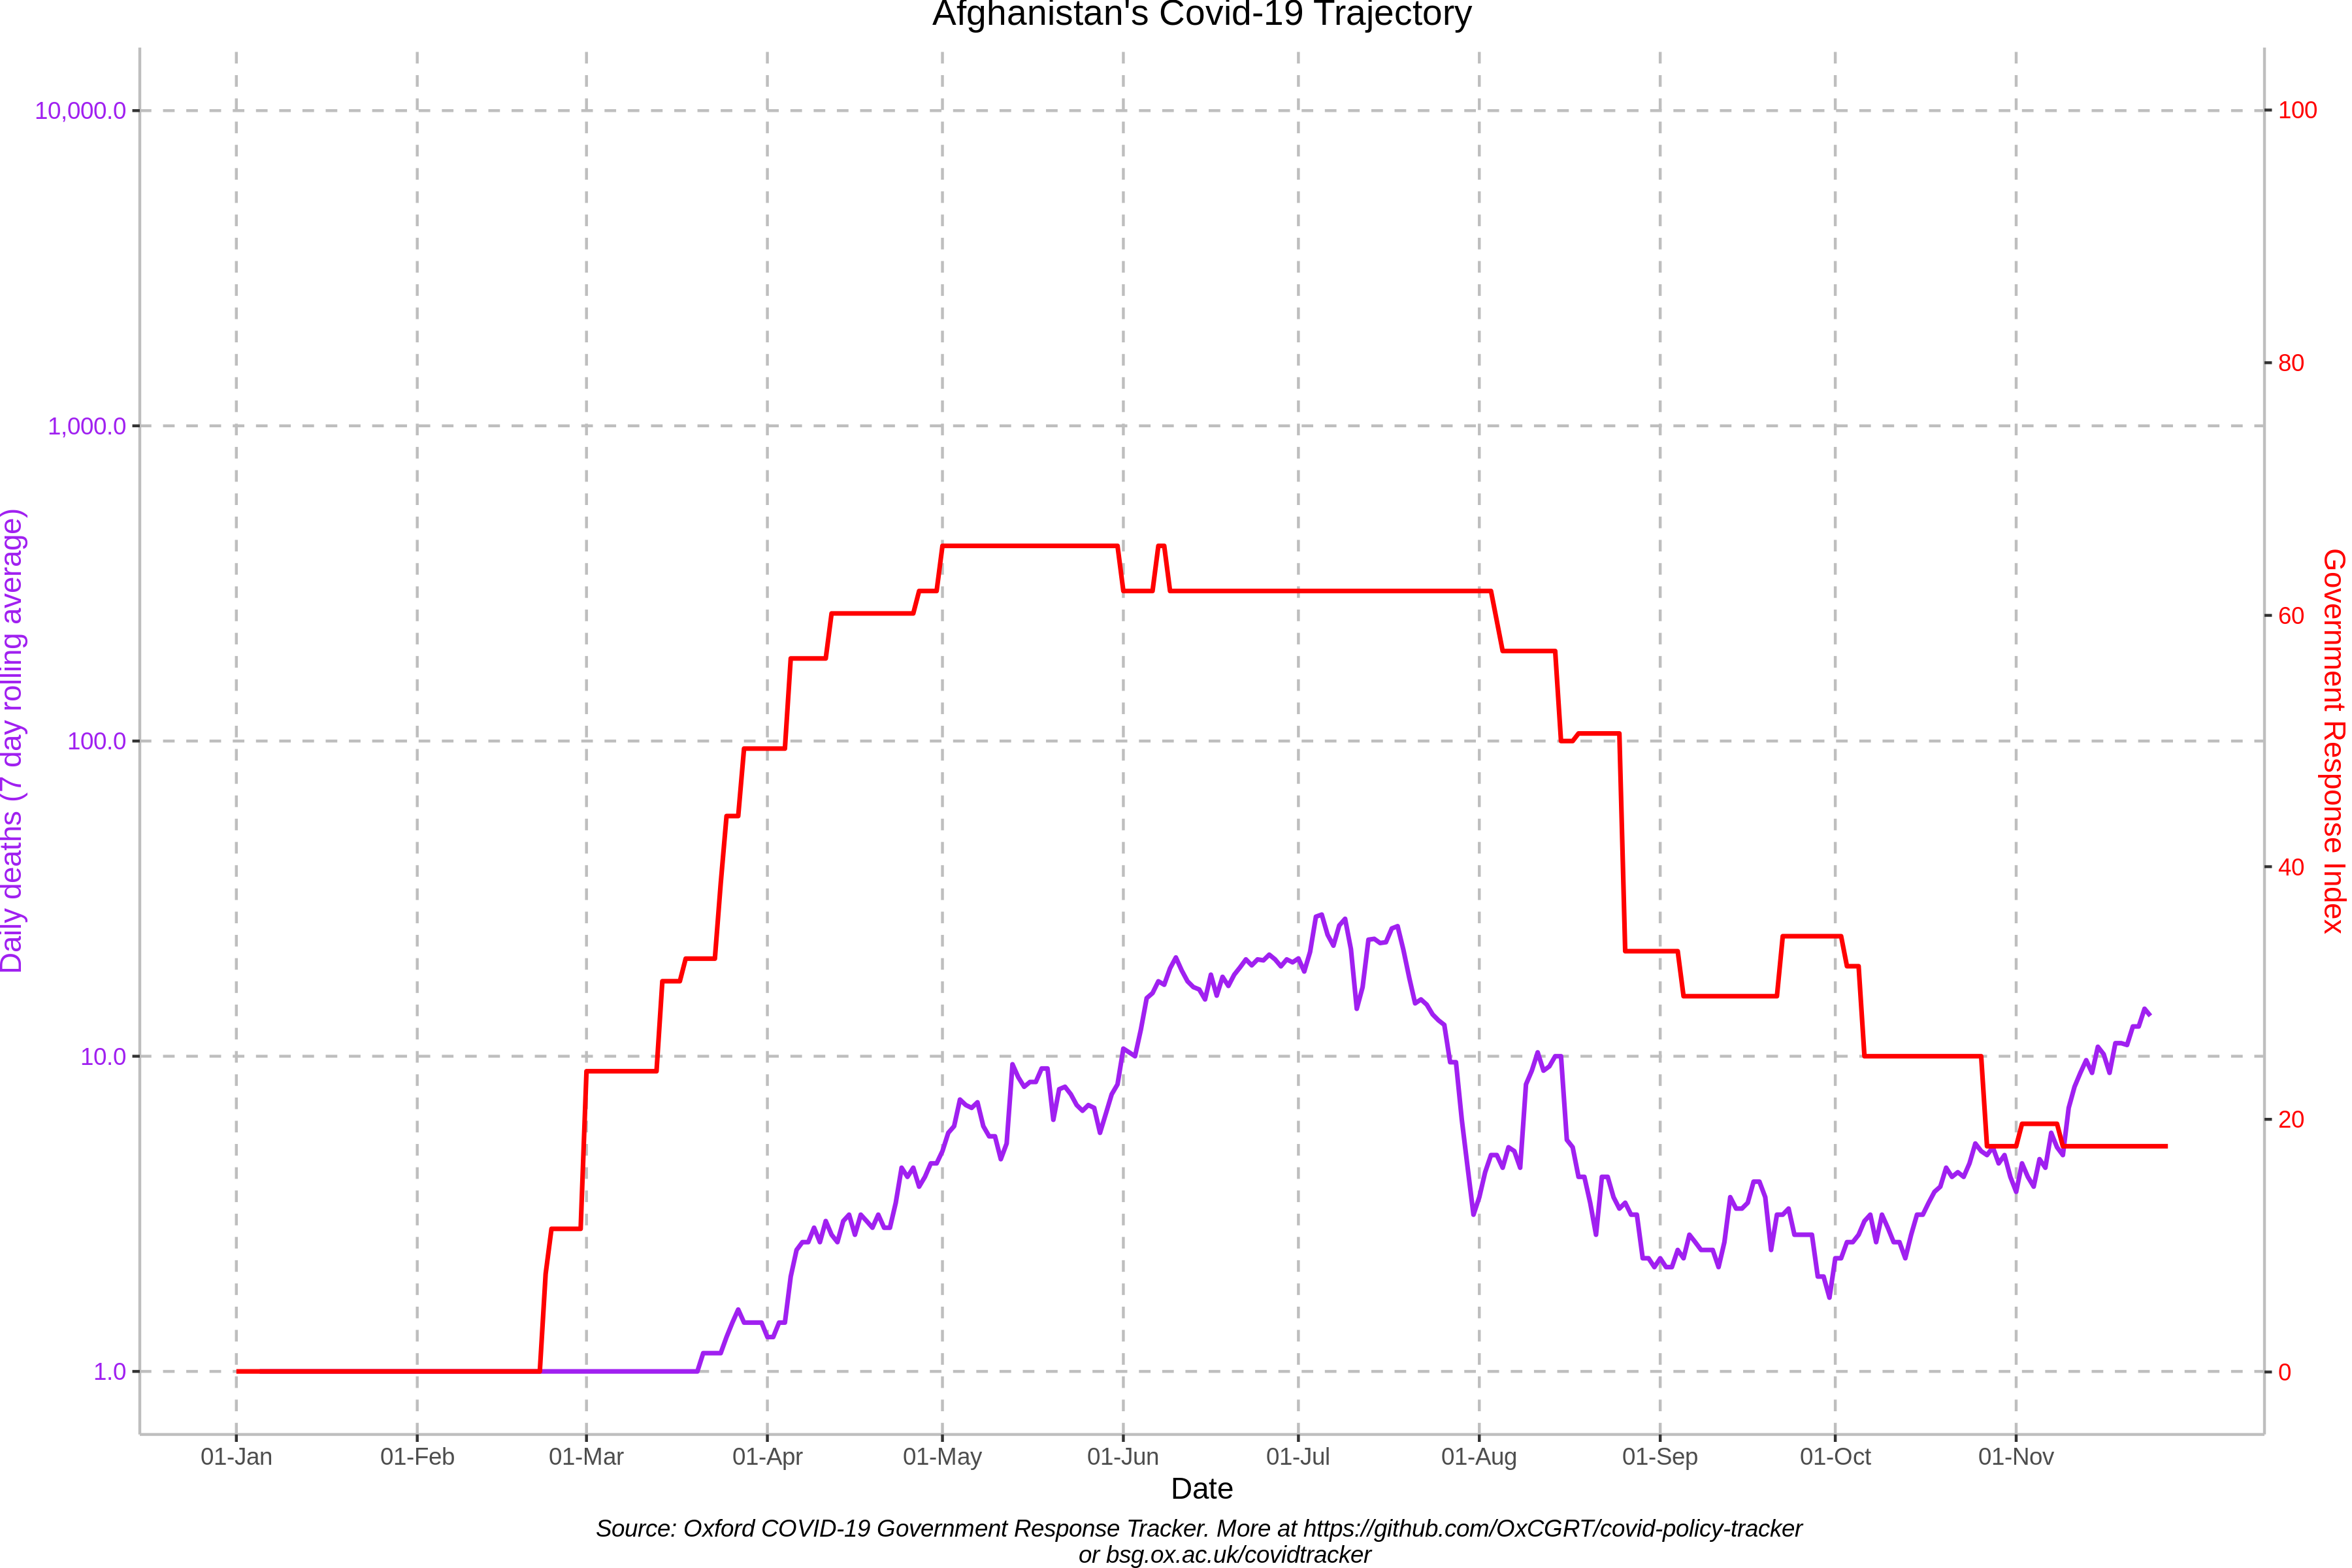 Afghanistan's Covid-19 Trajectory
10,000.0
1,000.0
100.0
10.0
1.0
Daily deaths (7 day rolling average)
100
80
60
40
20
0
Government Response Index
01-Jan
01-Feb
01-Mar
01-Apr
01-May
01-Jun
01-Jul
01-Aug
01-Sep
01-Oct
01-Nov
Date
Source: Oxford COVID-19 Government Response Tracker. More at https://github.com/OxCGRT/covid-policy-tracker
or bsg.ox.ac.uk/covidtracker